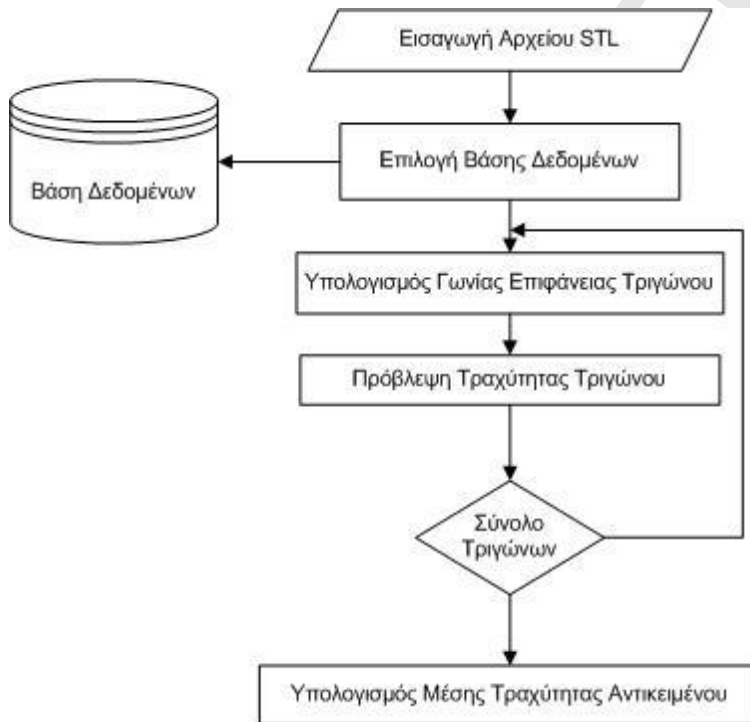 Εισαγωγή Αρχείου STL
Επιλογή Βάσης Δεδομένων
Βάση Δεδομένων
Υπολογισμός Γωνίας Επιφάνειας Τριγώνου
Πρόβλεψη Τραχύτητας Τριγώνου
Σύνολο
Τριγώνων
Υπολογισμός Μέσης Τραχύτητας Αντικειμένου